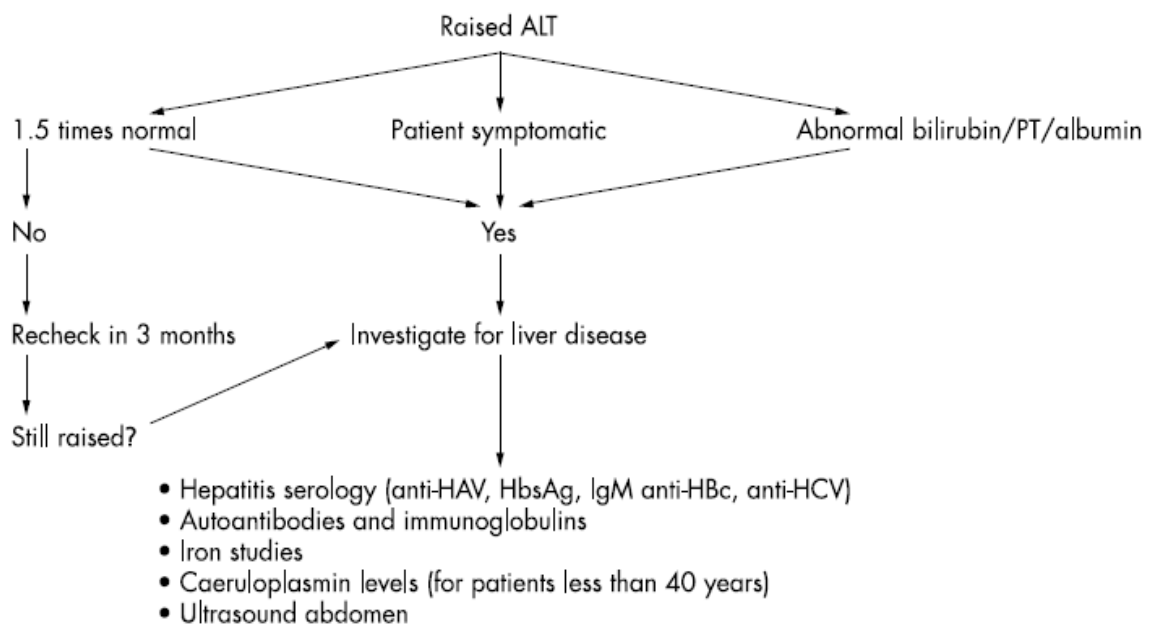 Raised ALT
1.5 times normal
Patient symptomatic
Abnormal bilirubin/PT/albumin
No
Yes
Recheck in 3 months
Investigate for liver disease
Still raised?
• Hepatitis serology (anti-HAV, HbsAg, IgM anti-HBc, anti-HCV)
• Autoantibodies and immunoglobulins
• Iron studies
• Caeruloplasmin levels (for patients less than 40 years)
• Ultrasound abdomen